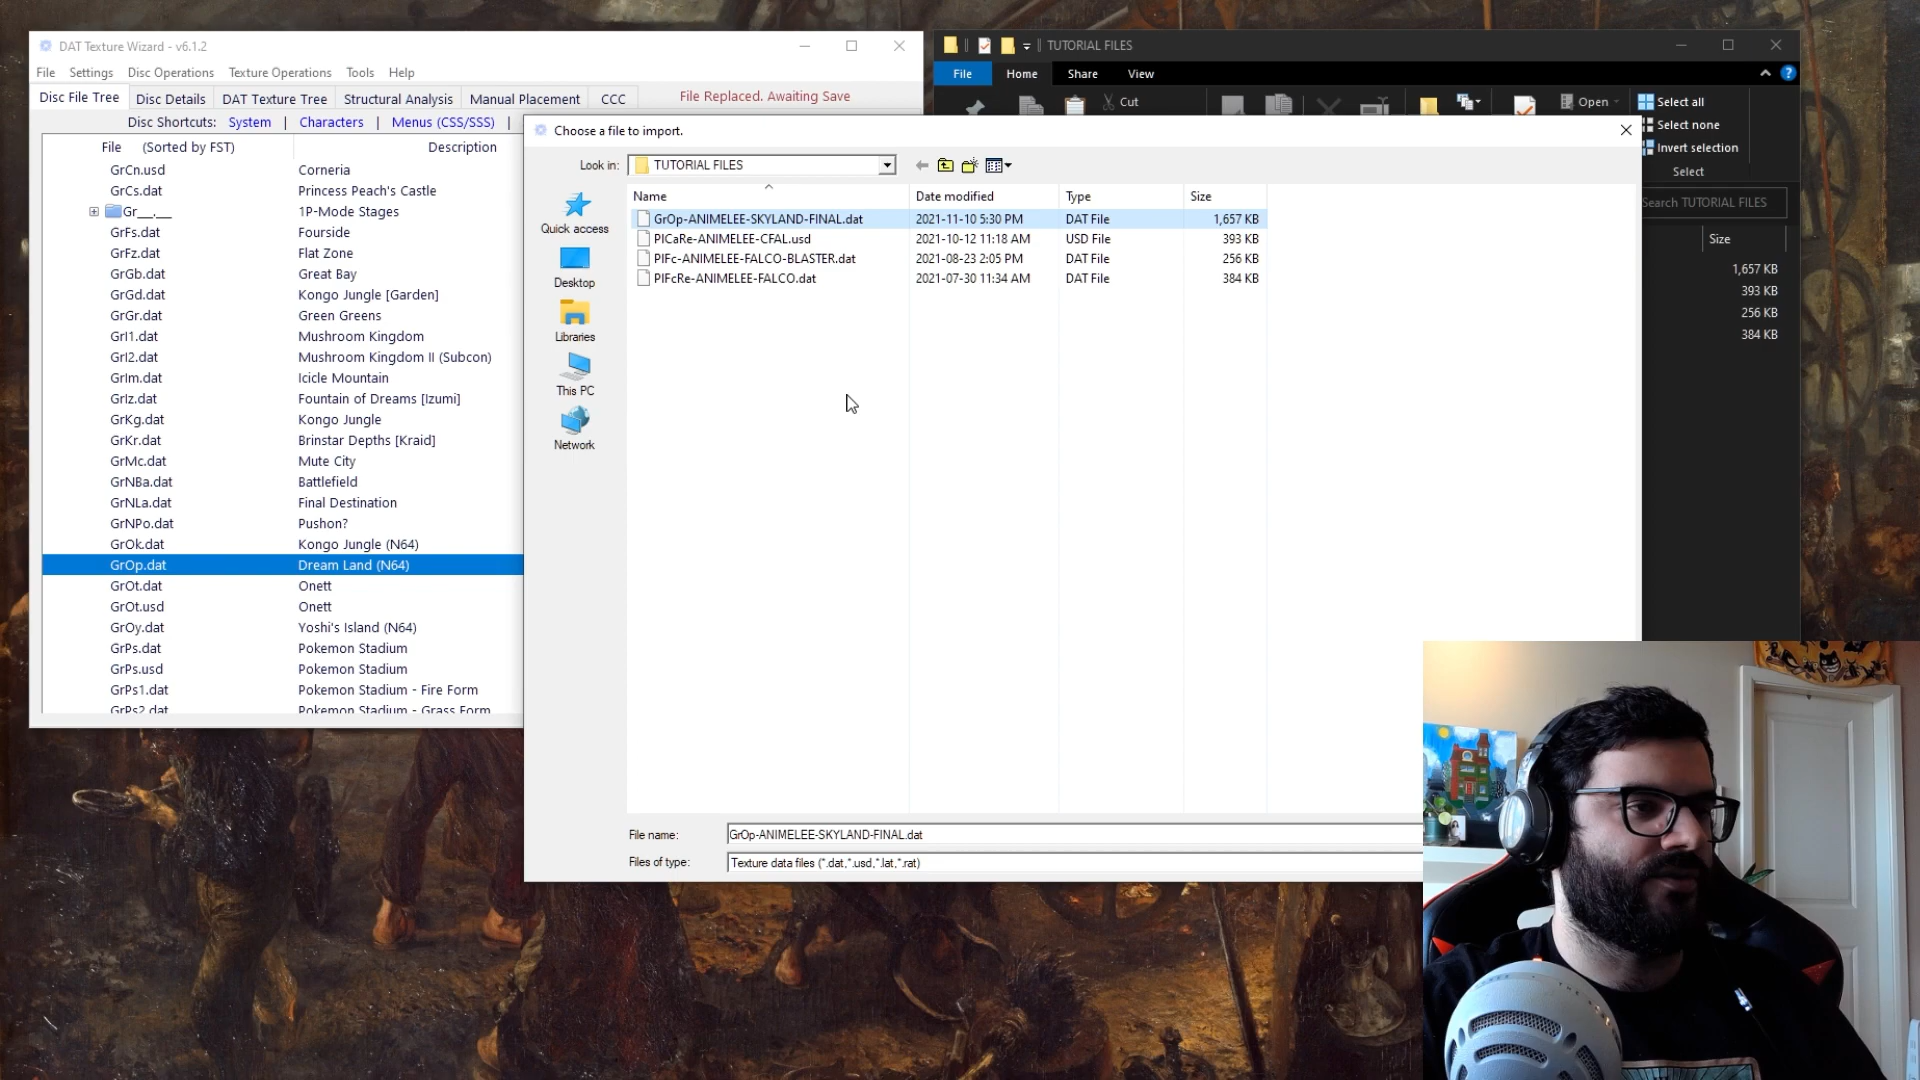 DAT Texture Wizard - v6.1.2
File Settings Disc Operations Texture Operations Tools Help
Disc File Tree Disc Details DAT Texture Tree Structural Analysis Manual Placement CCC File Replaced. Awaiting Save
Disc Shortcuts: System | Characters | Menus (CSS/SSS) |
File (Sorted by FST) Description
GrCn.usd Corneria
GrCs.dat Princess Peach's Castle
Gr__.__ 1P-Mode Stages
GrFs.dat Fourside
GrFz.dat Flat Zone
GrGb.dat Great Bay
GrGd.dat Kongo Jungle [Garden]
GrGr.dat Green Greens
GrI1.dat Mushroom Kingdom
GrI2.dat Mushroom Kingdom II (Subcon)
GrIm.dat Icicle Mountain
GrIz.dat Fountain of Dreams [Izumi]
GrKg.dat Kongo Jungle
GrKr.dat Brinstar Depths [Kraid]
GrMc.dat Mute City
GrNBa.dat Battlefield
GrNLa.dat Final Destination
GrNPo.dat Pushon?
GrOk.dat Kongo Jungle (N64)
GrOp.dat Dream Land (N64)
GrOt.dat Onett
GrOt.usd Onett
GrOy.dat Yoshi's Island (N64)
GrPs.dat Pokemon Stadium
GrPs.usd Pokemon Stadium
GrPs1.dat Pokemon Stadium - Fire Form
GrPs2.dat Pokemon Stadium - Grass Form
TUTORIAL FILES
File Home Share View
Cut Open Select all
Select none
Invert selection
Select
Search TUTORIAL FILES
Size
1,657 KB
393 KB
256 KB
384 KB
Choose a file to import.
Look in: TUTORIAL FILES
Quick access
Desktop
Libraries
This PC
Network
Name Date modified Type Size
GrOp-ANIMELEE-SKYLAND-FINAL.dat 2021-11-10 5:30 PM DAT File 1,657 KB
PlCaRe-ANIMELEE-CFAL.usd 2021-10-12 11:18 AM USD File 393 KB
PlFc-ANIMELEE-FALCO-BLASTER.dat 2021-08-23 2:05 PM DAT File 256 KB
PlFcRe-ANIMELEE-FALCO.dat 2021-07-30 11:34 AM DAT File 384 KB
File name: GrOp-ANIMELEE-SKYLAND-FINAL.dat
Files of type: Texture data files (*.dat,*.usd,*.lat,*.rat)